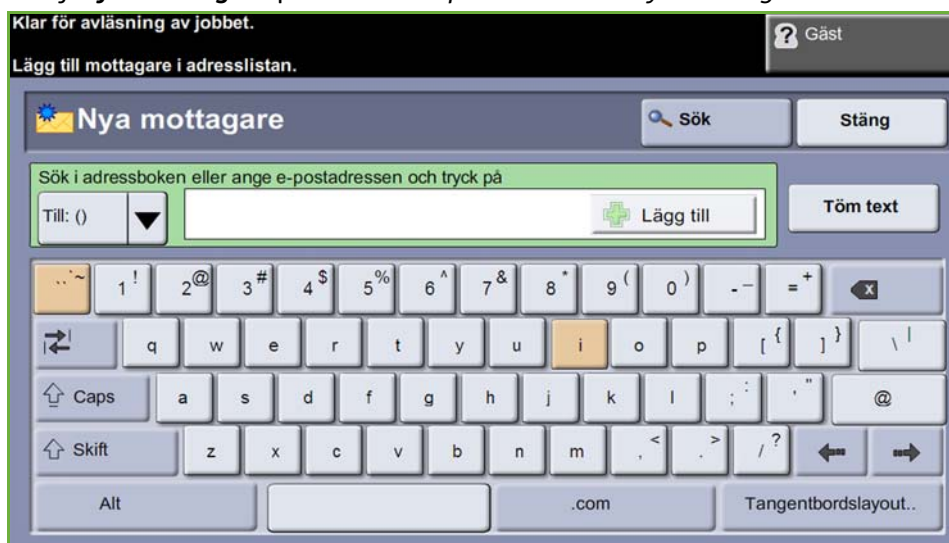 Klar för avläsning av jobbet.
Gäst
Lägg till mottagare i adresslistan.
Nya mottagare
Sök
Stäng
Sök i adressboken eller ange e-postadressen och tryck på
Till: ()
Lägg till
Töm text
¨ ` ~ 1 ! 2 @ 3 # 4 $ 5 % 6 ^ 7 & 8 * 9 ( 0 ) - _ = + x
q w e r t y u i o p [ { ] } \ |
Caps a s d f g h j k l ; : ' " @
Skift z x c v b n m , < . > / ?
Alt .com Tangentbordslayout..